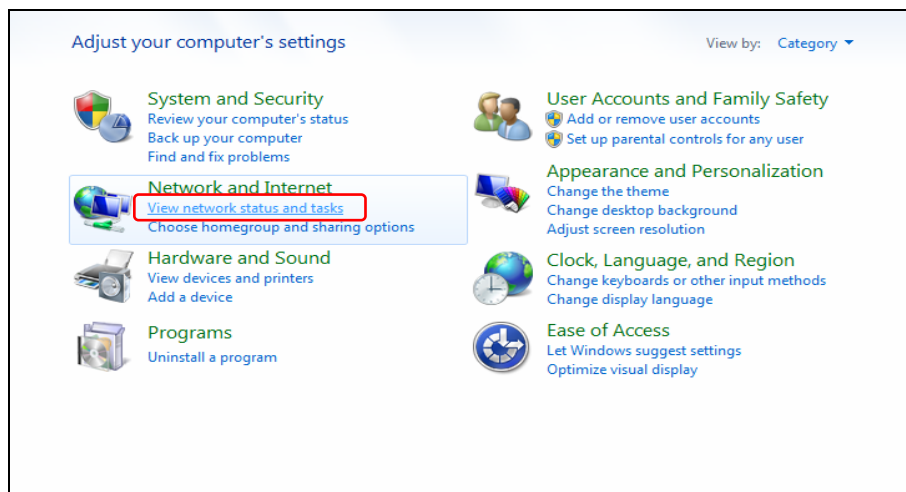 Adjust your computer's settings
View by: Category
System and Security
Review your computer's status
Back up your computer
Find and fix problems
Network and Internet
View network status and tasks
Choose homegroup and sharing options
Hardware and Sound
View devices and printers
Add a device
Programs
Uninstall a program
User Accounts and Family Safety
Add or remove user accounts
Set up parental controls for any user
Appearance and Personalization
Change the theme
Change desktop background
Adjust screen resolution
Clock, Language, and Region
Change keyboards or other input methods
Change display language
Ease of Access
Let Windows suggest settings
Optimize visual display